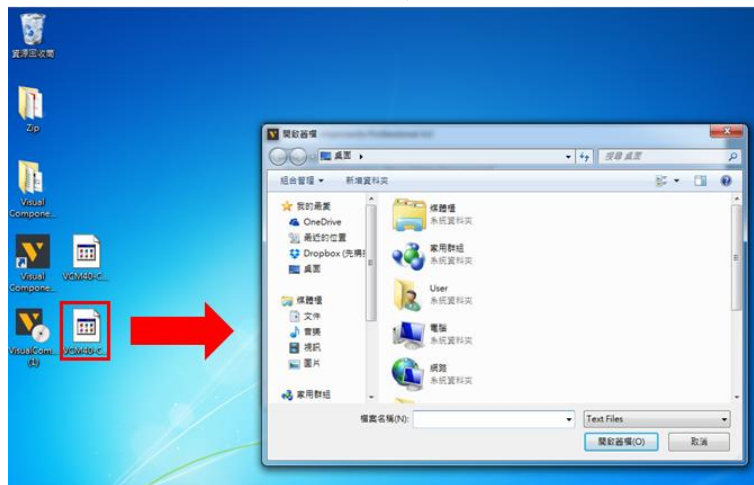 資源回收筒
Zip
Visual
Compone...
Visual
Compone...
VCM40-C...
VisualCom...
(1)
VCM40-C...
開啟舊檔
桌面
搜尋 桌面
組合管理
新增資料夾
我的最愛
OneDrive
最近的位置
Dropbox (先構
桌面
媒體櫃
文件
音樂
視訊
圖片
家用群組
媒體櫃
系統資料夾
家用群組
系統資料夾
User
系統資料夾
電腦
系統資料夾
網路
系統資料夾
檔案名稱(N):
Text Files
開啟舊檔(O)
取消